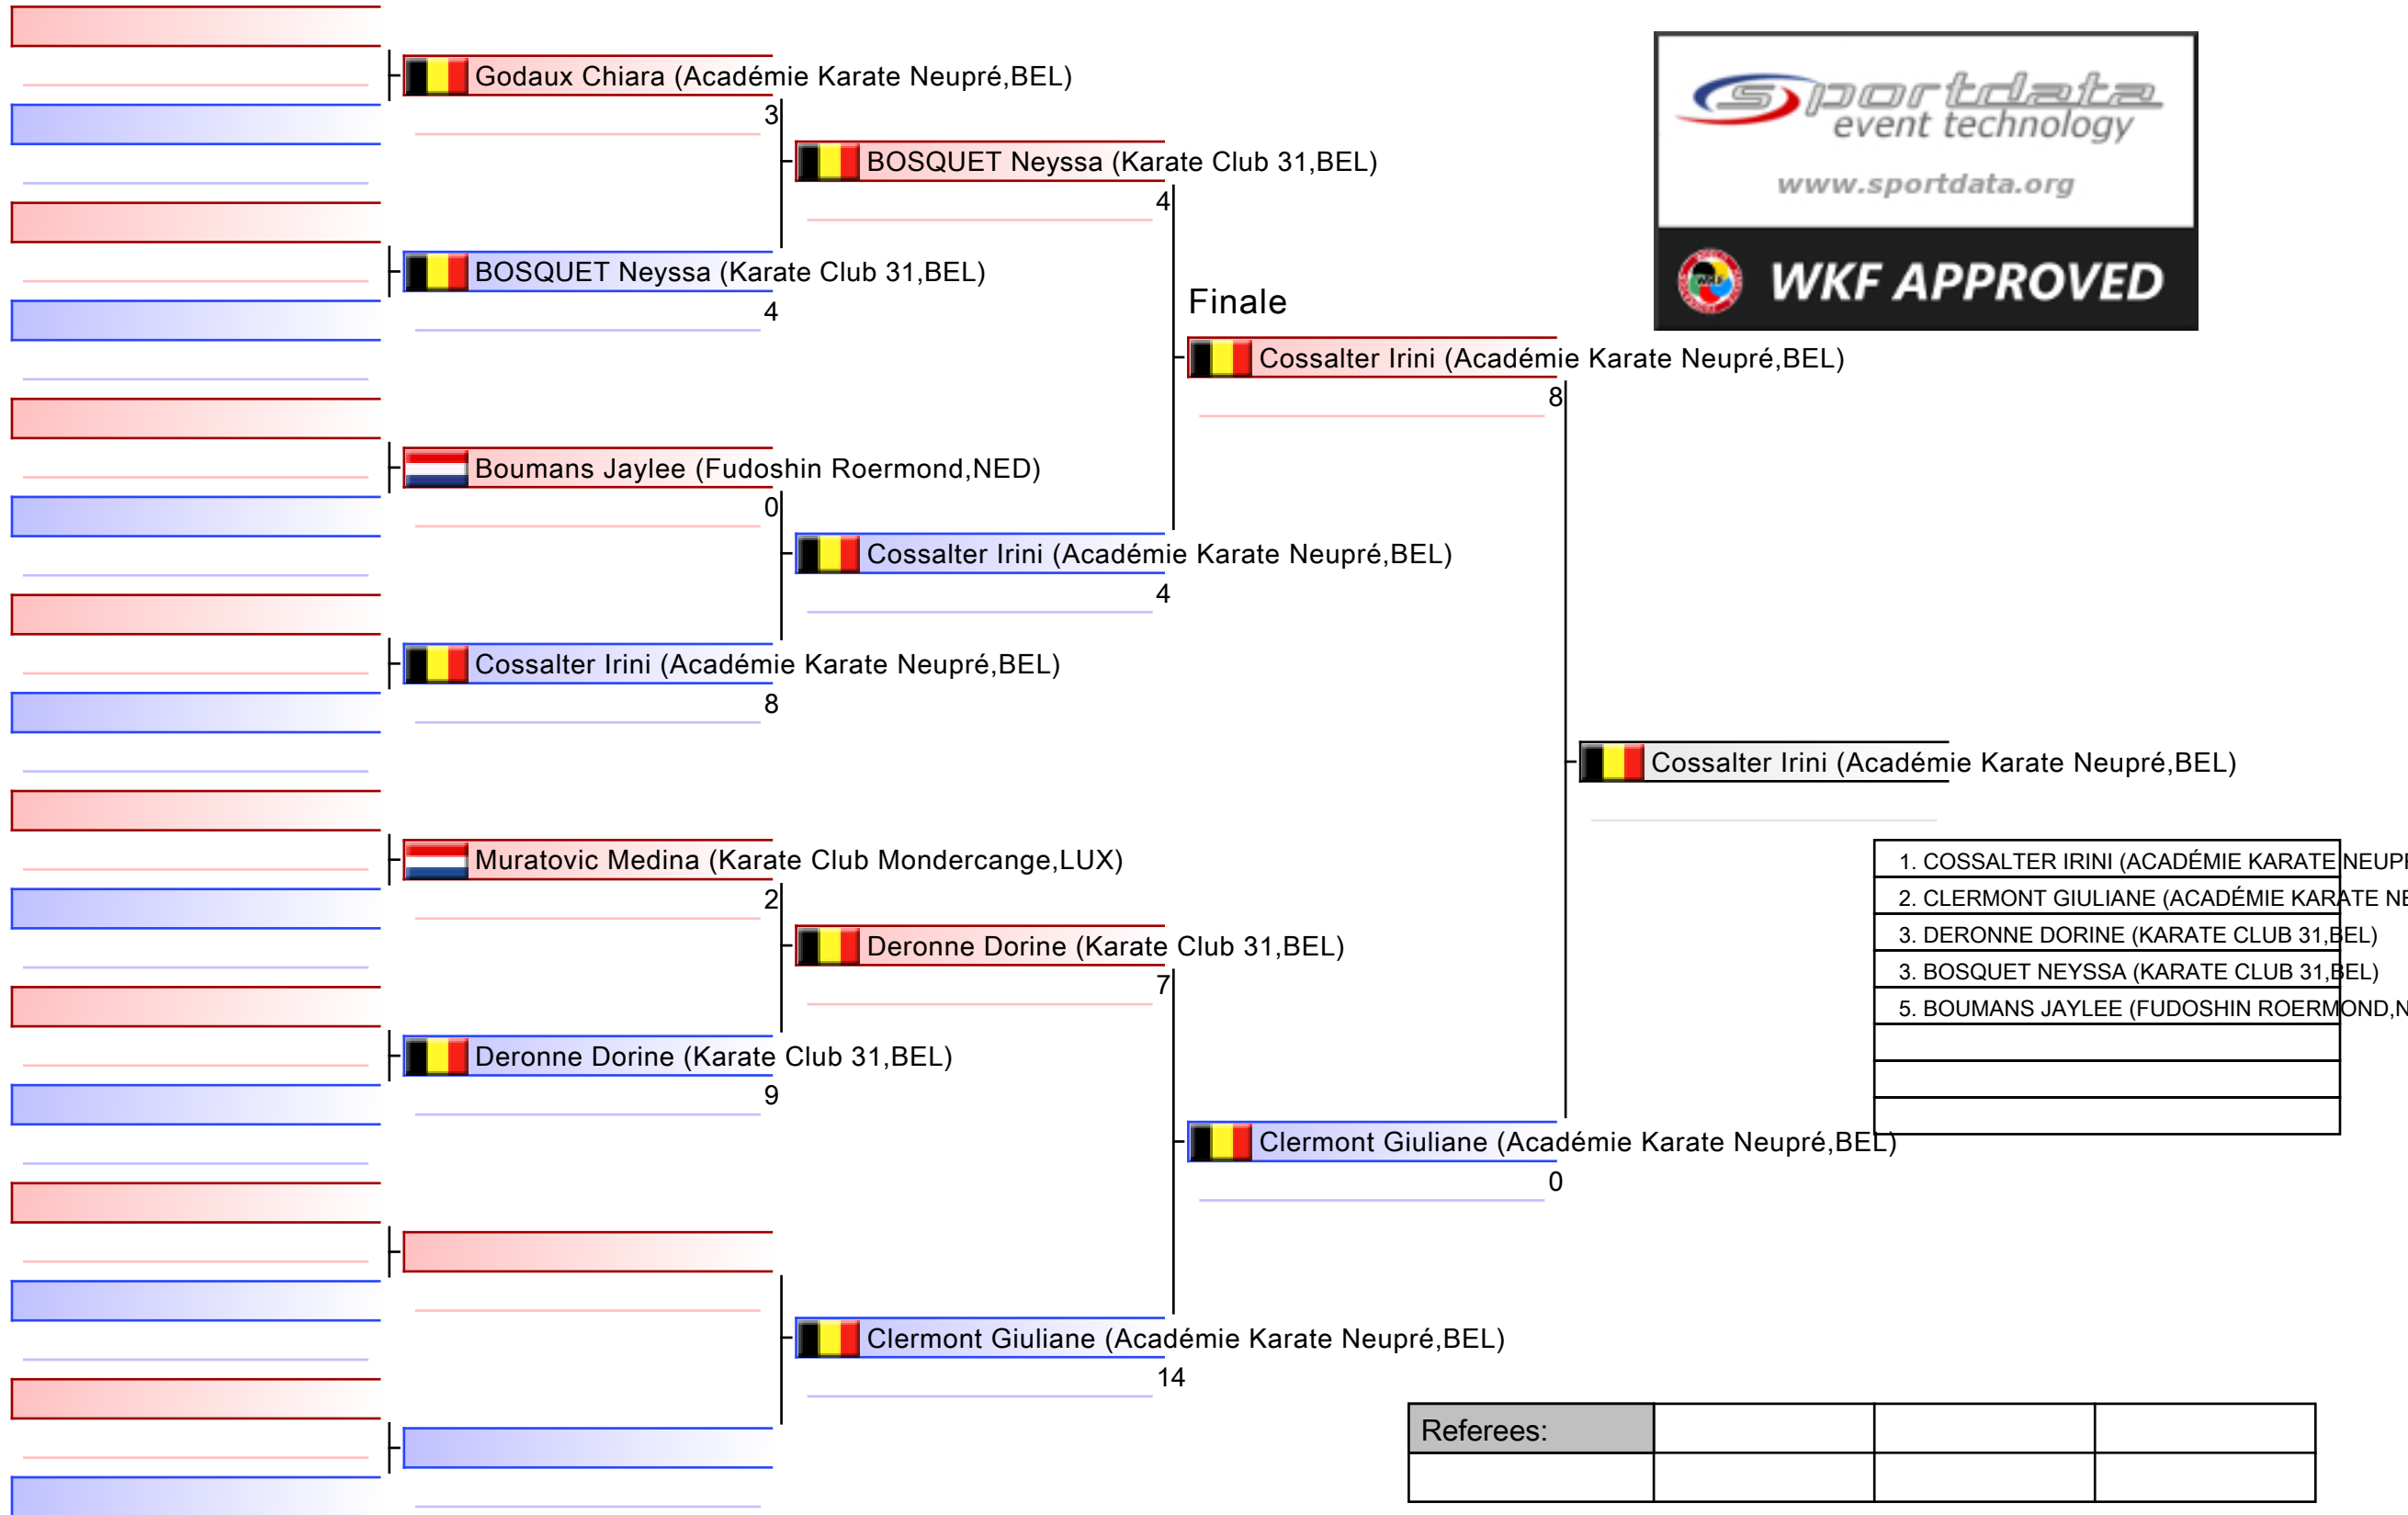 Godaux Chiara (Académie Karate Neupré,BEL)
3
BOSQUET Neyssa (Karate Club 31,BEL)
4
Boumans Jaylee (Fudoshin Roermond,NED)
0
Cossalter Irini (Académie Karate Neupré,BEL)
8
Muratovic Medina (Karate Club Mondercange,LUX)
2
Deronne Dorine (Karate Club 31,BEL)
9
BOSQUET Neyssa (Karate Club 31,BEL)
4
Cossalter Irini (Académie Karate Neupré,BEL)
4
Deronne Dorine (Karate Club 31,BEL)
7
Clermont Giuliane (Académie Karate Neupré,BEL)
14
Finale
Cossalter Irini (Académie Karate Neupré,BEL)
8
Clermont Giuliane (Académie Karate Neupré,BEL)
0
Cossalter Irini (Académie Karate Neupré,BEL)
sportdata
event technology
www.sportdata.org
WKF
WKF APPROVED
1. COSSALTER IRINI (ACADÉMIE KARATE NEUPR
2. CLERMONT GIULIANE (ACADÉMIE KARATE NE
3. DERONNE DORINE (KARATE CLUB 31,BEL)
3. BOSQUET NEYSSA (KARATE CLUB 31,BEL)
5. BOUMANS JAYLEE (FUDOSHIN ROERMOND,N
Referees: